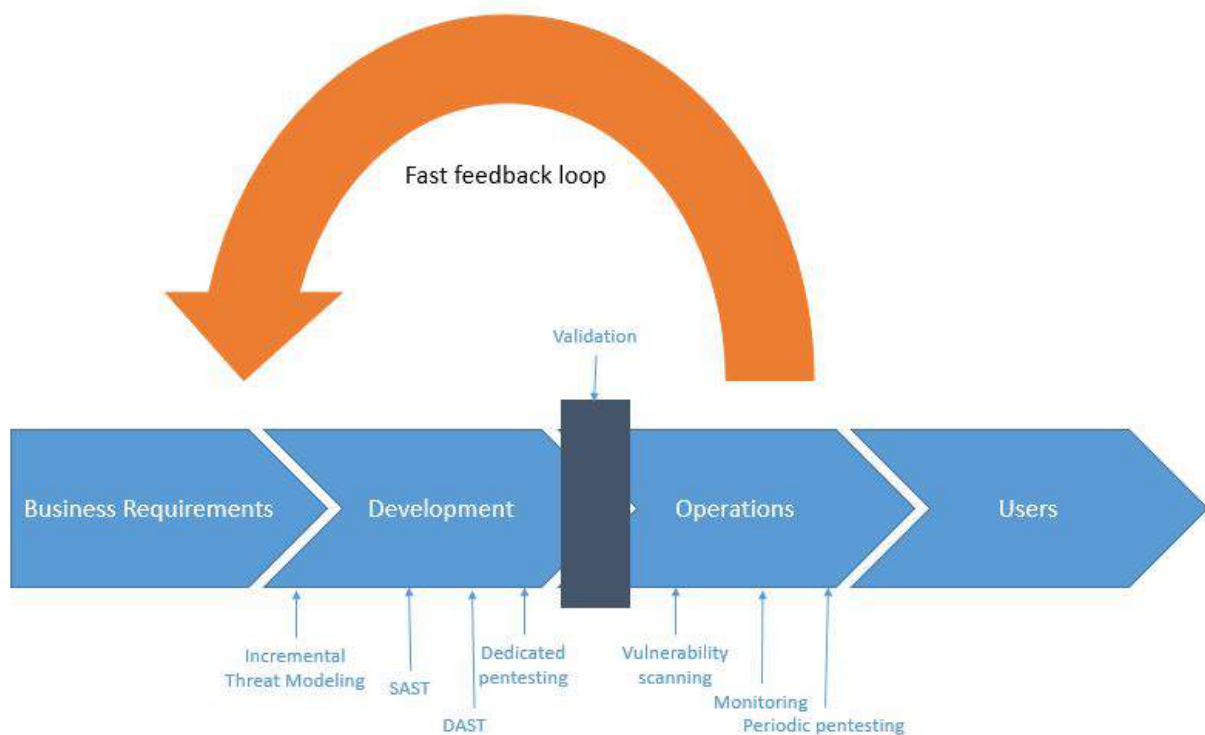 Fast feedback loop
Validation
Business Requirements
Development
Operations
Users
Incremental
Threat Modeling
SAST
DAST
Dedicated
pentesting
Vulnerability
scanning
Monitoring
Periodic pentesting